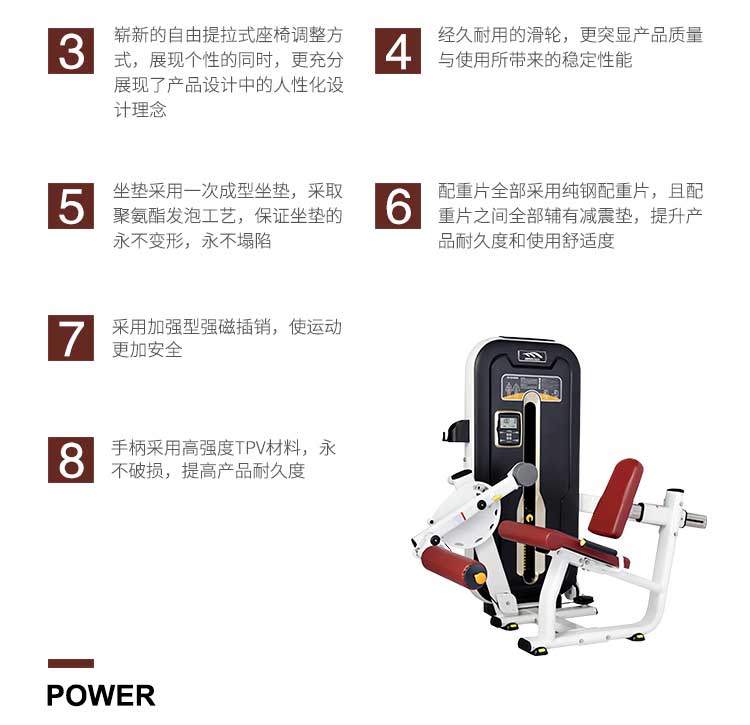 3
崭新的自由提拉式座椅调整方
式，展现个性的同时，更充分
展现了产品设计中的人性化设
计理念
4
经久耐用的滑轮，更突显产品质量
与使用所带来的稳定性能
5
坐垫采用一次成型坐垫，采取
聚氨酯发泡工艺，保证坐垫的
永不变形，永不塌陷
6
配重片全部采用纯钢配重片，且配
重片之间全部辅有减震垫，提升产
品耐久度和使用舒适度
7
采用加强型强磁插销，使运动
更加安全
8
手柄采用高强度TPV材料，永
不破损，提高产品耐久度
POWER